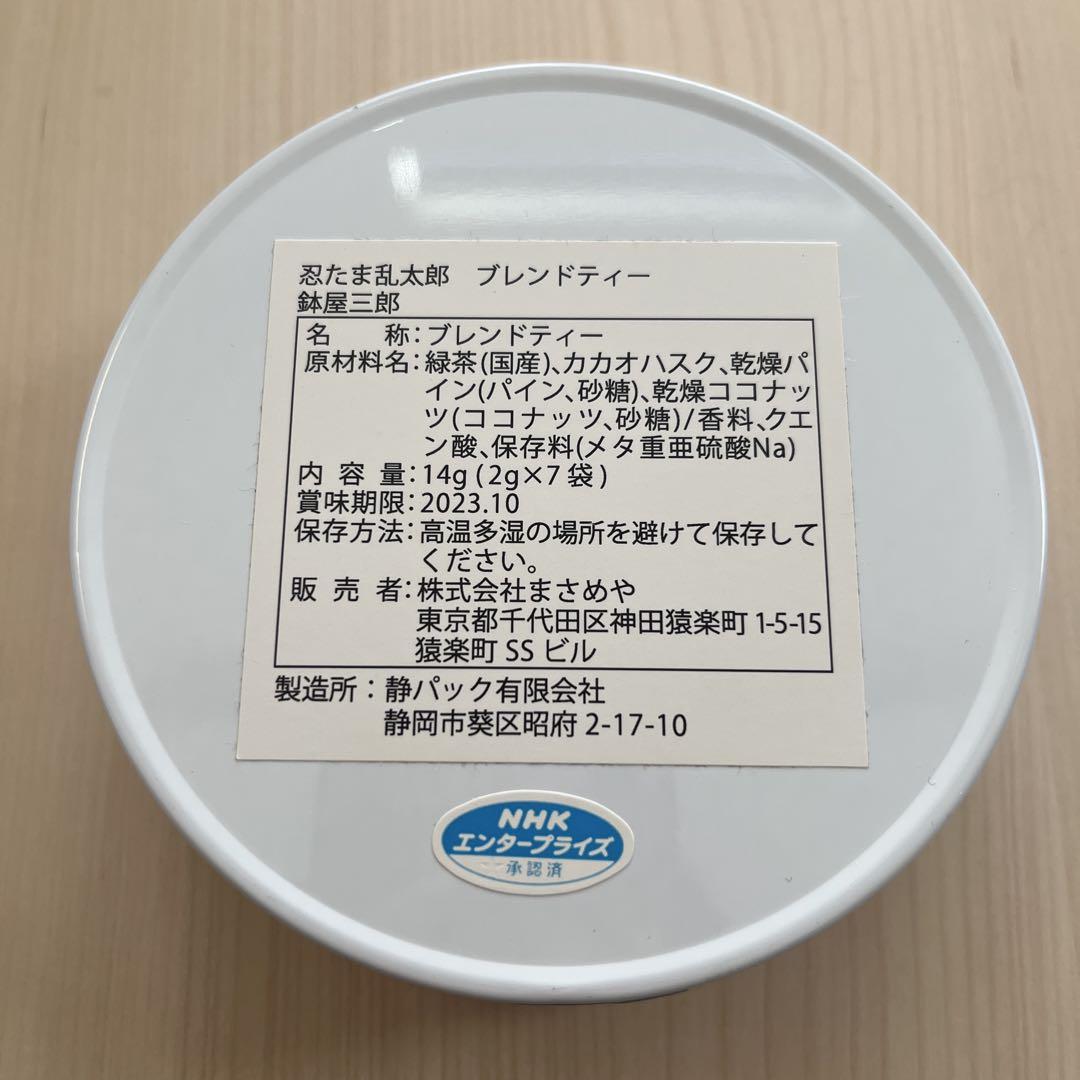 忍たま乱太郎　ブレンドティー
鉢屋三郎
名　　称：ブレンドティー
原材料名：緑茶(国産)、カカオハスク、乾燥パ
イン(パイン、砂糖)、乾燥ココナッ
ツ(ココナッツ、砂糖)/香料、クエ
ン酸、保存料(メタ重亜硫酸Na)
内 容 量：14g ( 2g×7 袋 )
賞味期限：2023.10
保存方法：高温多湿の場所を避けて保存して
ください。
販 売 者：株式会社まさめや
東京都千代田区神田猿楽町 1-5-15
猿楽町 SS ビル
製造所：静パック有限会社
静岡市葵区昭府 2-17-10
NHK
エンタープライズ
承認済